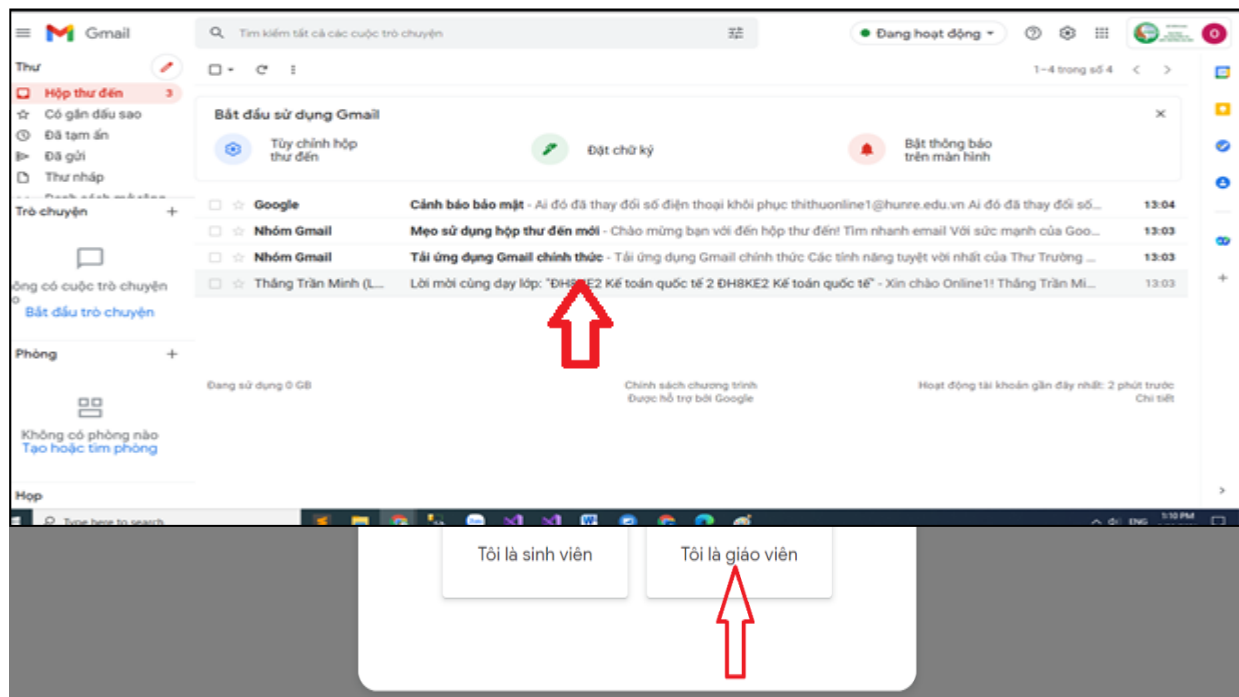 Gmail
Tìm kiếm tất cả các cuộc trò chuyện
Đang hoạt động
O
Thư
1–4 trong số 4
Hộp thư đến 3
Có gắn dấu sao
Đã tạm ẩn
Đã gửi
Thư nháp
Bắt đầu sử dụng Gmail
Tùy chỉnh hộp
thư đến
Đặt chữ ký
Bật thông báo
trên màn hình
Google Cảnh báo bảo mật - Ai đó đã thay đổi số điện thoại khôi phục thithuonline1@hunre.edu.vn Ai đó đã thay đổi số... 13:04
Nhóm Gmail Mẹo sử dụng hộp thư đến mới - Chào mừng bạn với đến hộp thư đến! Tìm nhanh email Với sức mạnh của Goo... 13:03
Nhóm Gmail Tải ứng dụng Gmail chính thức - Tải ứng dụng Gmail chính thức Các tính năng tuyệt vời nhất của Thư Trường ... 13:03
Thắng Trần Minh (L... Lời mời cùng dạy lớp: "ĐH8KE2 Kế toán quốc tế 2 ĐH8KE2 Kế toán quốc tế" - Xin chào Online1! Thắng Trần Mi... 13:03
Trò chuyện
ông có cuộc trò chuyện
o
Bắt đầu trò chuyện
Phòng
Không có phòng nào
Tạo hoặc tìm phòng
Họp
Đang sử dụng 0 GB
Chính sách chương trình
Được hỗ trợ bởi Google
Hoạt động tài khoản gần đây nhất: 2 phút trước
Chi tiết
Type here to search
ENG
1:10 PM
Tôi là sinh viên
Tôi là giáo viên